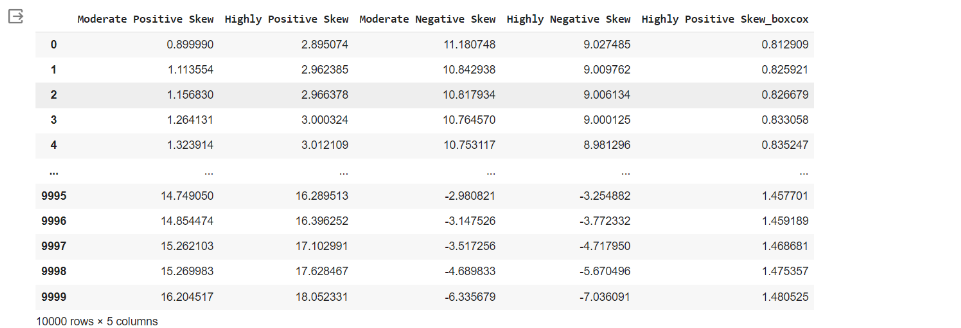 Moderate Positive Skew Highly Positive Skew Moderate Negative Skew Highly Negative Skew Highly Positive Skew_boxcox
0 0.899990 2.895074 11.180748 9.027485 0.812909
1 1.113554 2.962385 10.842938 9.009762 0.825921
2 1.156830 2.966378 10.817934 9.006134 0.826679
3 1.264131 3.000324 10.764570 9.000125 0.833058
4 1.323914 3.012109 10.753117 8.981296 0.835247
... ... ... ... ... ...
9995 14.749050 16.289513 -2.980821 -3.254882 1.457701
9996 14.854474 16.396252 -3.147526 -3.772332 1.459189
9997 15.262103 17.102991 -3.517256 -4.717950 1.468681
9998 15.269983 17.628467 -4.689833 -5.670496 1.475357
9999 16.204517 18.052331 -6.335679 -7.036091 1.480525
10000 rows × 5 columns